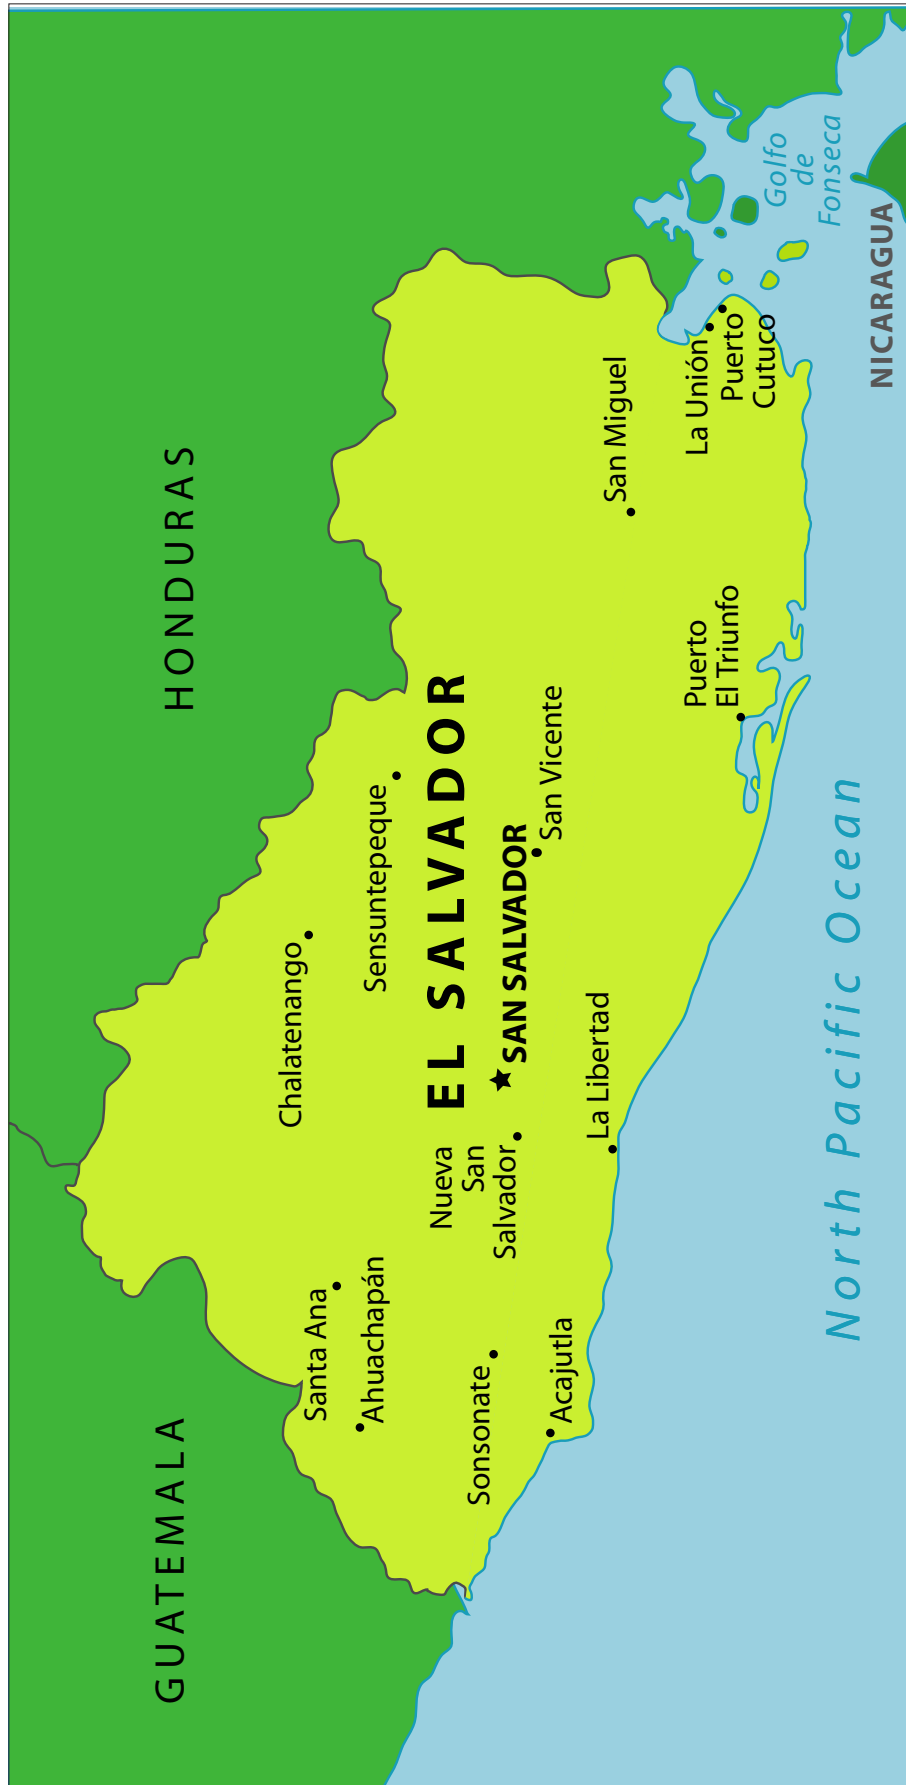 HONDURAS
GUATEMALA
Chalatenango
Santa Ana
Ahuachapán
Sensuntepeque
EL SALVADOR
Nueva
San
Salvador
SAN SALVADOR
San Vicente
Sonsonate
Acajutla
La Libertad
San Miguel
Puerto
El Triunfo
La Unión
Puerto
Cutuco
Golfo
de
Fonseca
NICARAGUA
North Pacific Ocean